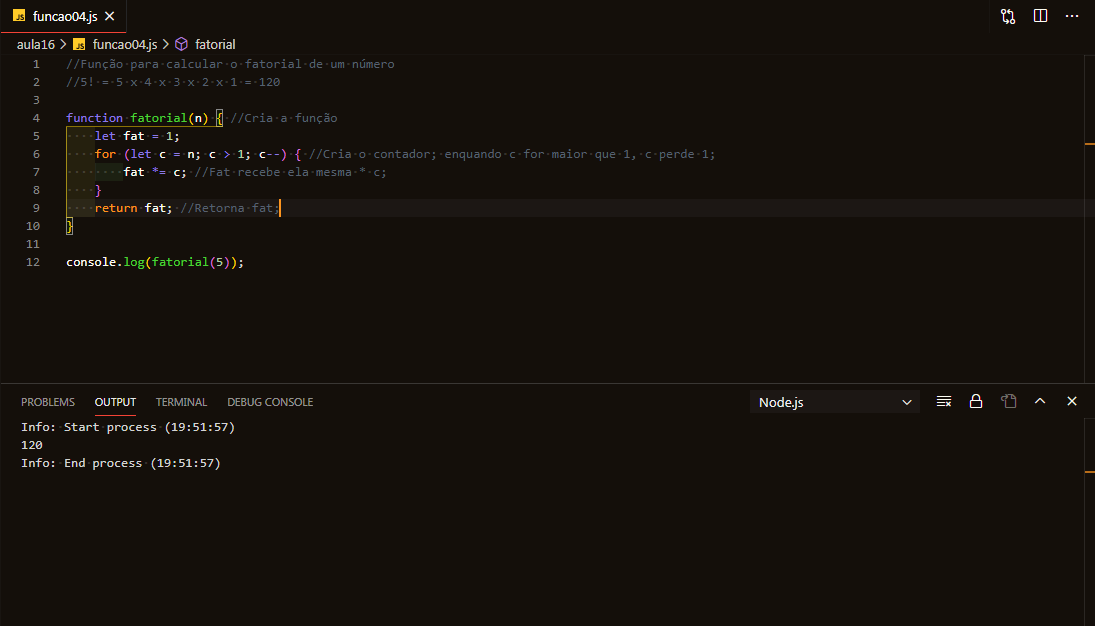 JS funcao04.js
aula16 > JS funcao04.js > fatorial
1 //Função para calcular o fatorial de um número
2 //5! = 5 x 4 x 3 x 2 x 1 = 120
3
4 function fatorial(n) { //Cria a função
5     let fat = 1;
6     for (let c = n; c > 1; c--) { //Cria o contador; enquando c for maior que 1, c perde 1;
7         fat *= c; //Fat recebe ela mesma * c;
8     }
9     return fat; //Retorna fat;
10 }
11
12 console.log(fatorial(5));
PROBLEMS OUTPUT TERMINAL DEBUG CONSOLE Node.js
Info: Start process (19:51:57)
120
Info: End process (19:51:57)